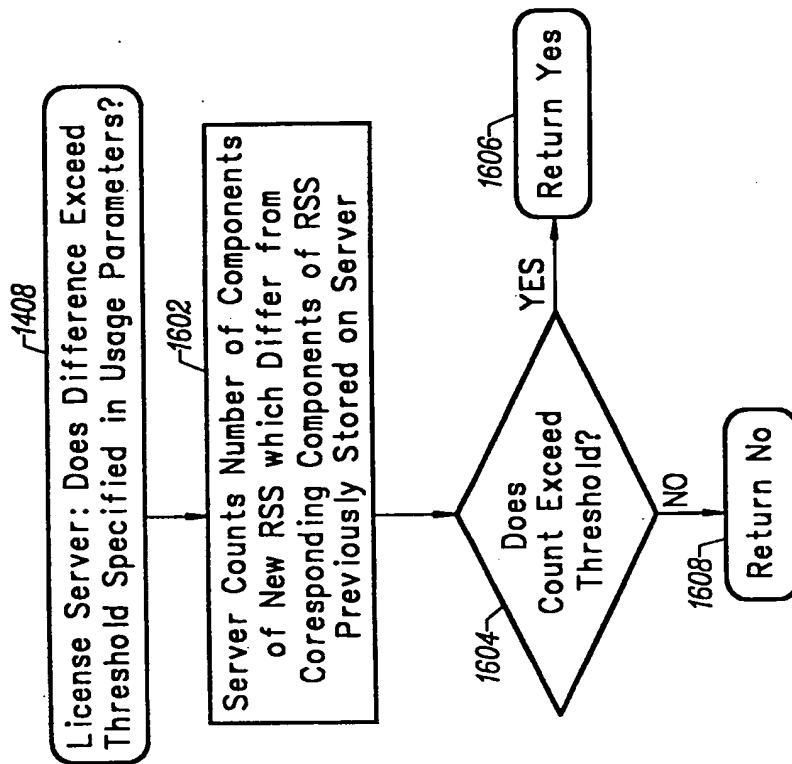 1408
License Server: Does Difference Exceed
Threshold Specified in Usage Parameters?
1602
Server Counts Number of Components
of New RSS which Differ from
Coresponding Components of RSS
Previously Stored on Server
1604
Does
Count Exceed
Threshold?
YES
1606
Return Yes
NO
1608
Return No